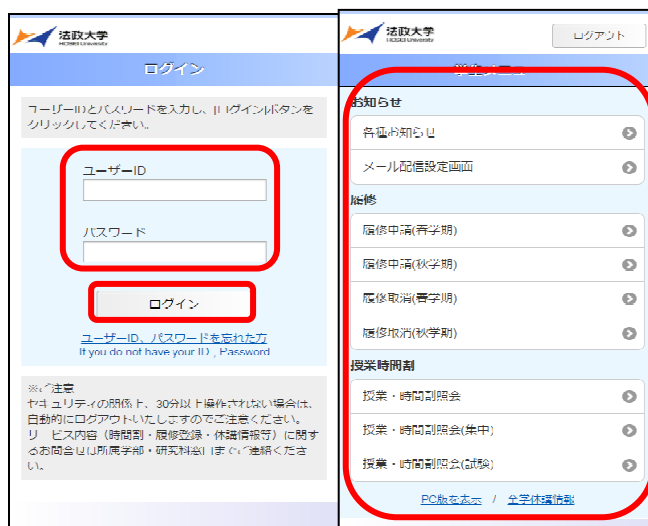 法政大学
HOSEI University
ログイン
ユーザーIDとパスワードを入力し、[ログイン]ボタンを
クリックしてください。
ユーザーID
パスワード
ログイン
ユーザーID、パスワードを忘れた方
If you do not have your ID , Password
※ご注意
セキュリティの関係上、30分以上操作されない場合は、
自動的にログアウトいたしますのでご注意ください。
サービス内容（時間割・履修登録・休講情報等）に関す
るお問合せは所属学部・研究科窓口までご連絡くださ
い。
法政大学
HOSEI University
ログアウト
お知らせ
各種お知らせ
メール配信設定画面
履修
履修申請(春学期)
履修申請(秋学期)
履修取消(春学期)
履修取消(秋学期)
授業時間割
授業・時間割照会
授業・時間割照会(集中)
授業・時間割照会(試験)
PC版を表示 / 全学休講情報